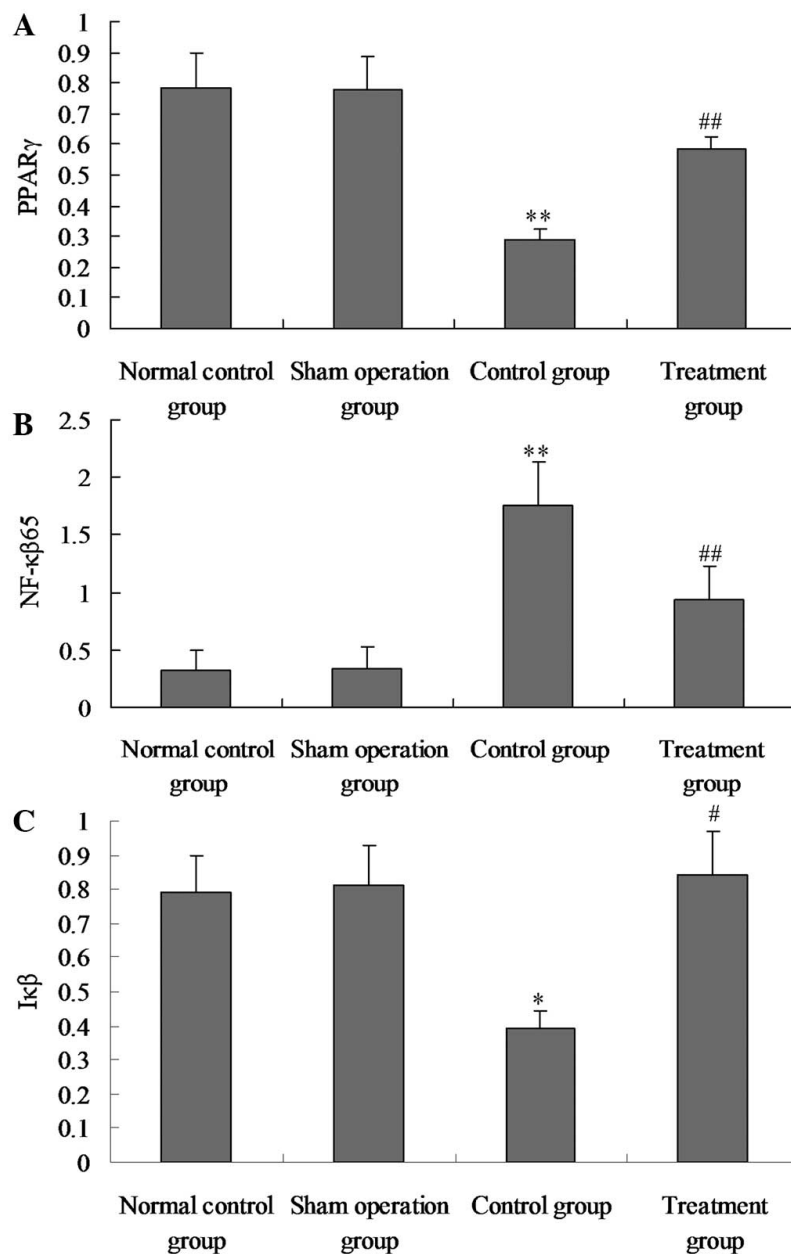 A
PPARγ
1
0.9
0.8
0.7
0.6
0.5
0.4
0.3
0.2
0.1
0
**
##
Normal control group
Sham operation group
Control group
Treatment group
B
NF-κβ65
2.5
2
1.5
1
0.5
0
**
##
Normal control group
Sham operation group
Control group
Treatment group
C
Iκβ
1
0.9
0.8
0.7
0.6
0.5
0.4
0.3
0.2
0.1
0
*
#
Normal control group
Sham operation group
Control group
Treatment group